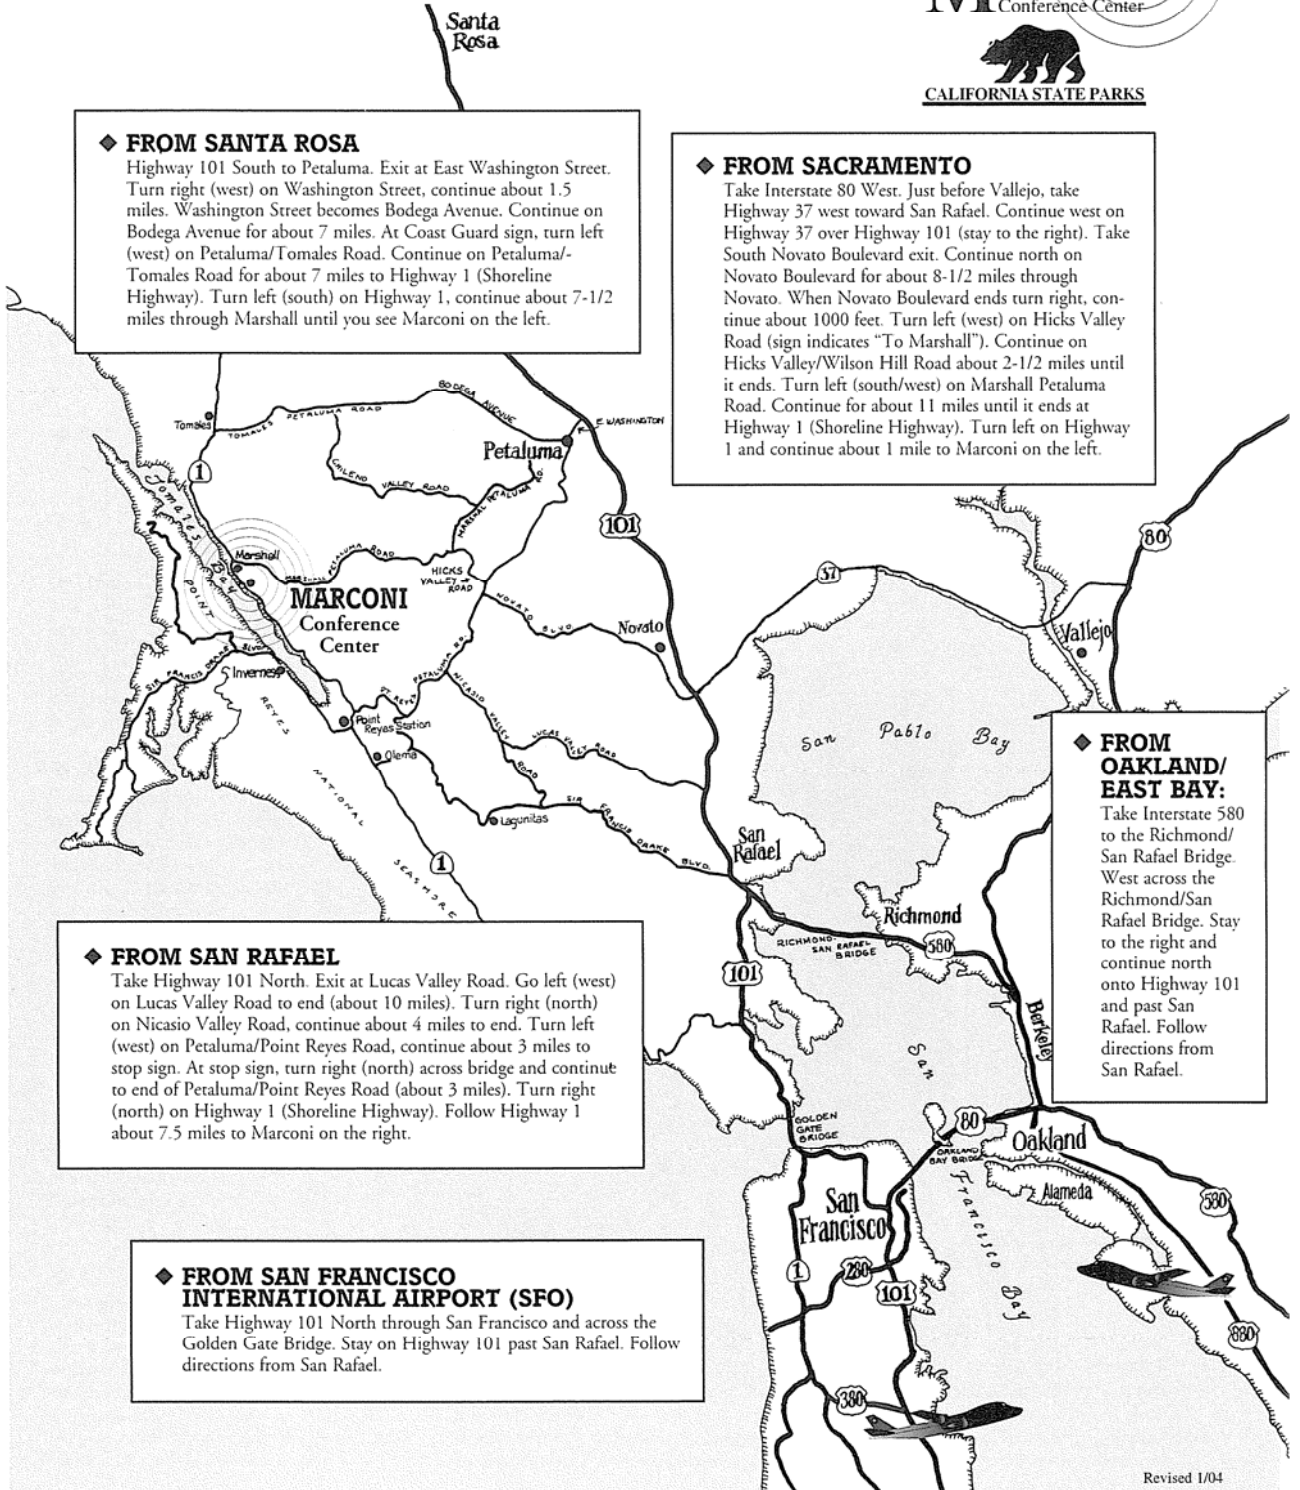 Conference Center
CALIFORNIA STATE PARKS
Santa
Rosa
FROM SANTA ROSA
Highway 101 South to Petaluma. Exit at East Washington Street.
Turn right (west) on Washington Street, continue about 1.5
miles. Washington Street becomes Bodega Avenue. Continue on
Bodega Avenue for about 7 miles. At Coast Guard sign, turn left
(west) on Petaluma/Tomales Road. Continue on Petaluma/-
Tomales Road for about 7 miles to Highway 1 (Shoreline
Highway). Turn left (south) on Highway 1, continue about 7-1/2
miles through Marshall until you see Marconi on the left.
FROM SACRAMENTO
Take Interstate 80 West. Just before Vallejo, take
Highway 37 west toward San Rafael. Continue west on
Highway 37 over Highway 101 (stay to the right). Take
South Novato Boulevard exit. Continue north on
Novato Boulevard for about 8-1/2 miles through
Novato. When Novato Boulevard ends turn right, con-
tinue about 1000 feet. Turn left (west) on Hicks Valley
Road (sign indicates "To Marshall"). Continue on
Hicks Valley/Wilson Hill Road about 2-1/2 miles until
it ends. Turn left (south/west) on Marshall Petaluma
Road. Continue for about 11 miles until it ends at
Highway 1 (Shoreline Highway). Turn left on Highway
1 and continue about 1 mile to Marconi on the left.
BODEGA AVENUE
TOMALES PETALUMA ROAD
Tomales
E. WASHINGTON
Petaluma
1
CHILENO VALLEY ROAD
MARSHAL PETALUMA RD.
Tomales Bay
101
80
Marshall
MARSHALL PETALUMA ROAD
HICKS
VALLEY
ROAD
37
POINT
MARCONI
Conference
Center
NOVATO BLVD
Novato
Vallejo
SIR FRANCIS DRAKE BLVD.
Inverness
REYES
PT. REYES PETALUMA RD.
NICASIO VALLEY ROAD
LUCAS VALLEY ROAD
Point
Reyes Station
Olema
San Pablo Bay
NATIONAL
Lagunitas
SIR FRANCIS DRAKE BLVD.
San
Rafael
1
SEASHORE
FROM
OAKLAND/
EAST BAY:
Take Interstate 580
to the Richmond/
San Rafael Bridge.
West across the
Richmond/San
Rafael Bridge. Stay
to the right and
continue north
onto Highway 101
and past San
Rafael. Follow
directions from
San Rafael.
Richmond
RICHMOND-
SAN RAFAEL
BRIDGE
580
101
Berkeley
FROM SAN RAFAEL
Take Highway 101 North. Exit at Lucas Valley Road. Go left (west)
on Lucas Valley Road to end (about 10 miles). Turn right (north)
on Nicasio Valley Road, continue about 4 miles to end. Turn left
(west) on Petaluma/Point Reyes Road, continue about 3 miles to
stop sign. At stop sign, turn right (north) across bridge and continue
to end of Petaluma/Point Reyes Road (about 3 miles). Turn right
(north) on Highway 1 (Shoreline Highway). Follow Highway 1
about 7.5 miles to Marconi on the right.
San Francisco Bay
GOLDEN
GATE
BRIDGE
80
OAKLAND
BAY BRIDGE
Oakland
Alameda
580
San
Francisco
1
280
101
880
FROM SAN FRANCISCO
INTERNATIONAL AIRPORT (SFO)
Take Highway 101 North through San Francisco and across the
Golden Gate Bridge. Stay on Highway 101 past San Rafael. Follow
directions from San Rafael.
380
Revised 1/04